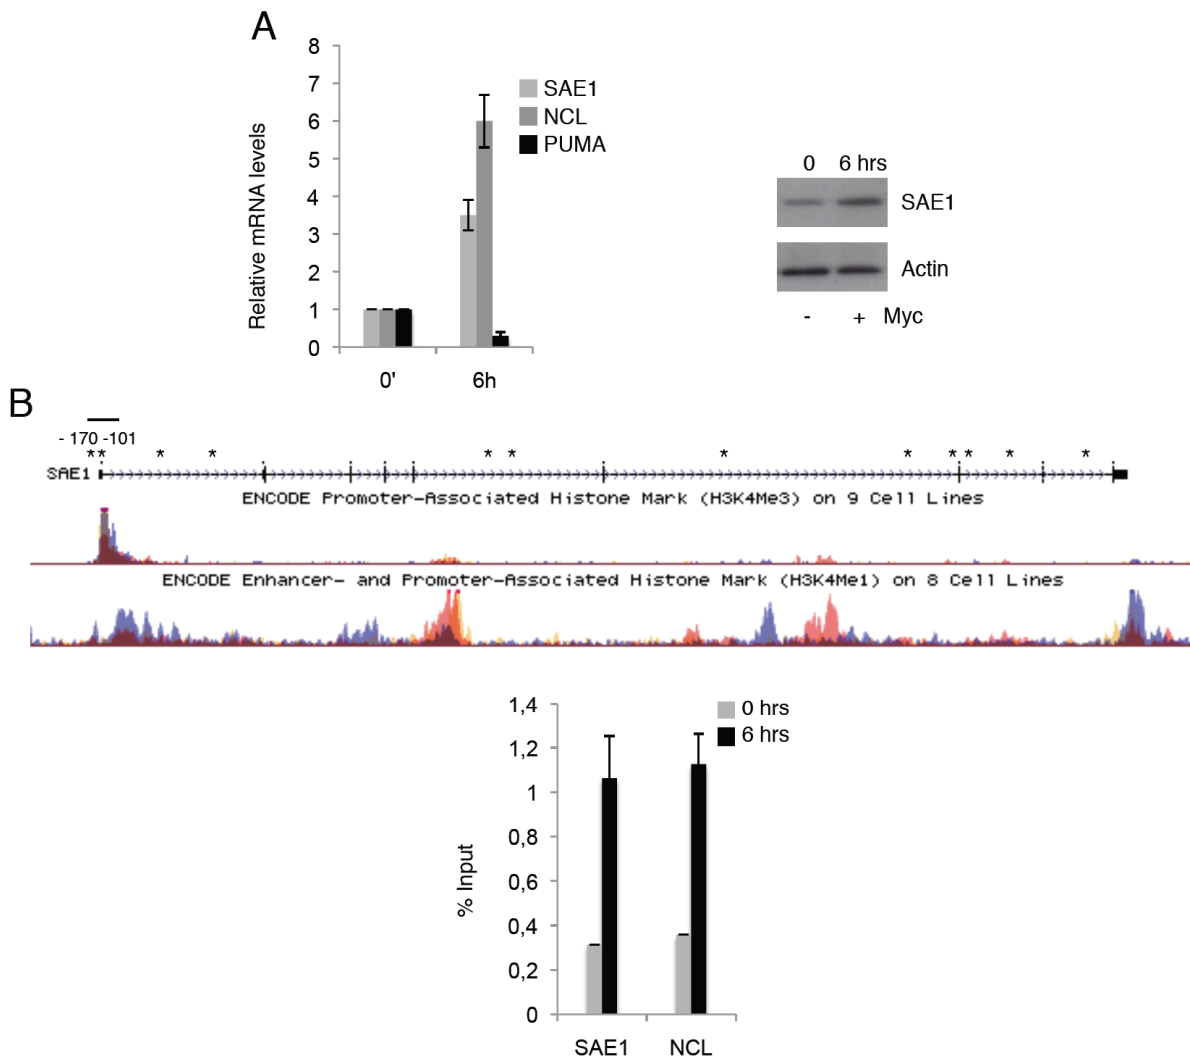 A
8
7
6
5
4
3
2
1
0
Relative mRNA levels
0'
6h
SAE1
NCL
PUMA
0 6 hrs
SAE1
Actin
- + Myc
B
- 170 -101
** * * * * * * ** * *
SAE1
ENCODE Promoter-Associated Histone Mark (H3K4Me3) on 9 Cell Lines
ENCODE Enhancer- and Promoter-Associated Histone Mark (H3K4Me1) on 8 Cell Lines
1,4
1,2
1
0,8
0,6
0,4
0,2
0
% Input
SAE1
NCL
0 hrs
6 hrs